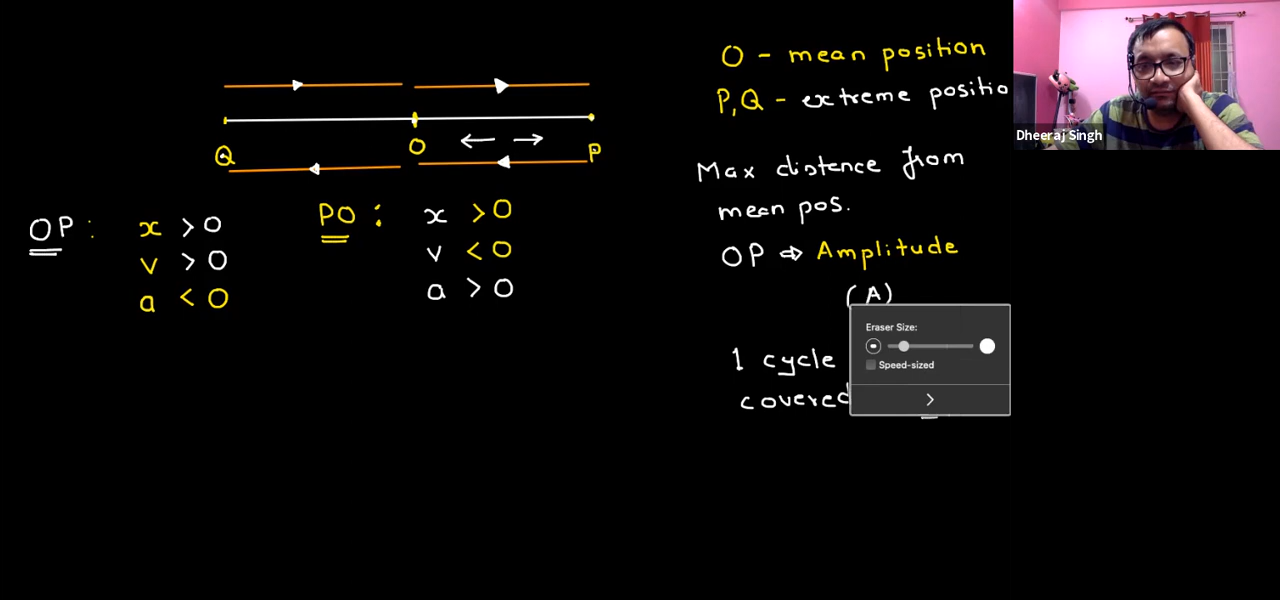 O - mean position
P,Q - extreme positio
Dheeraj Singh
Q
O
P
Max distence from
mean pos.
OP ⇒ Amplitude
(A)
OP : x > 0
v > 0
a < 0
PO : x > 0
v < 0
a > 0
Eraser Size:
Speed-sized
1 cycle
covered